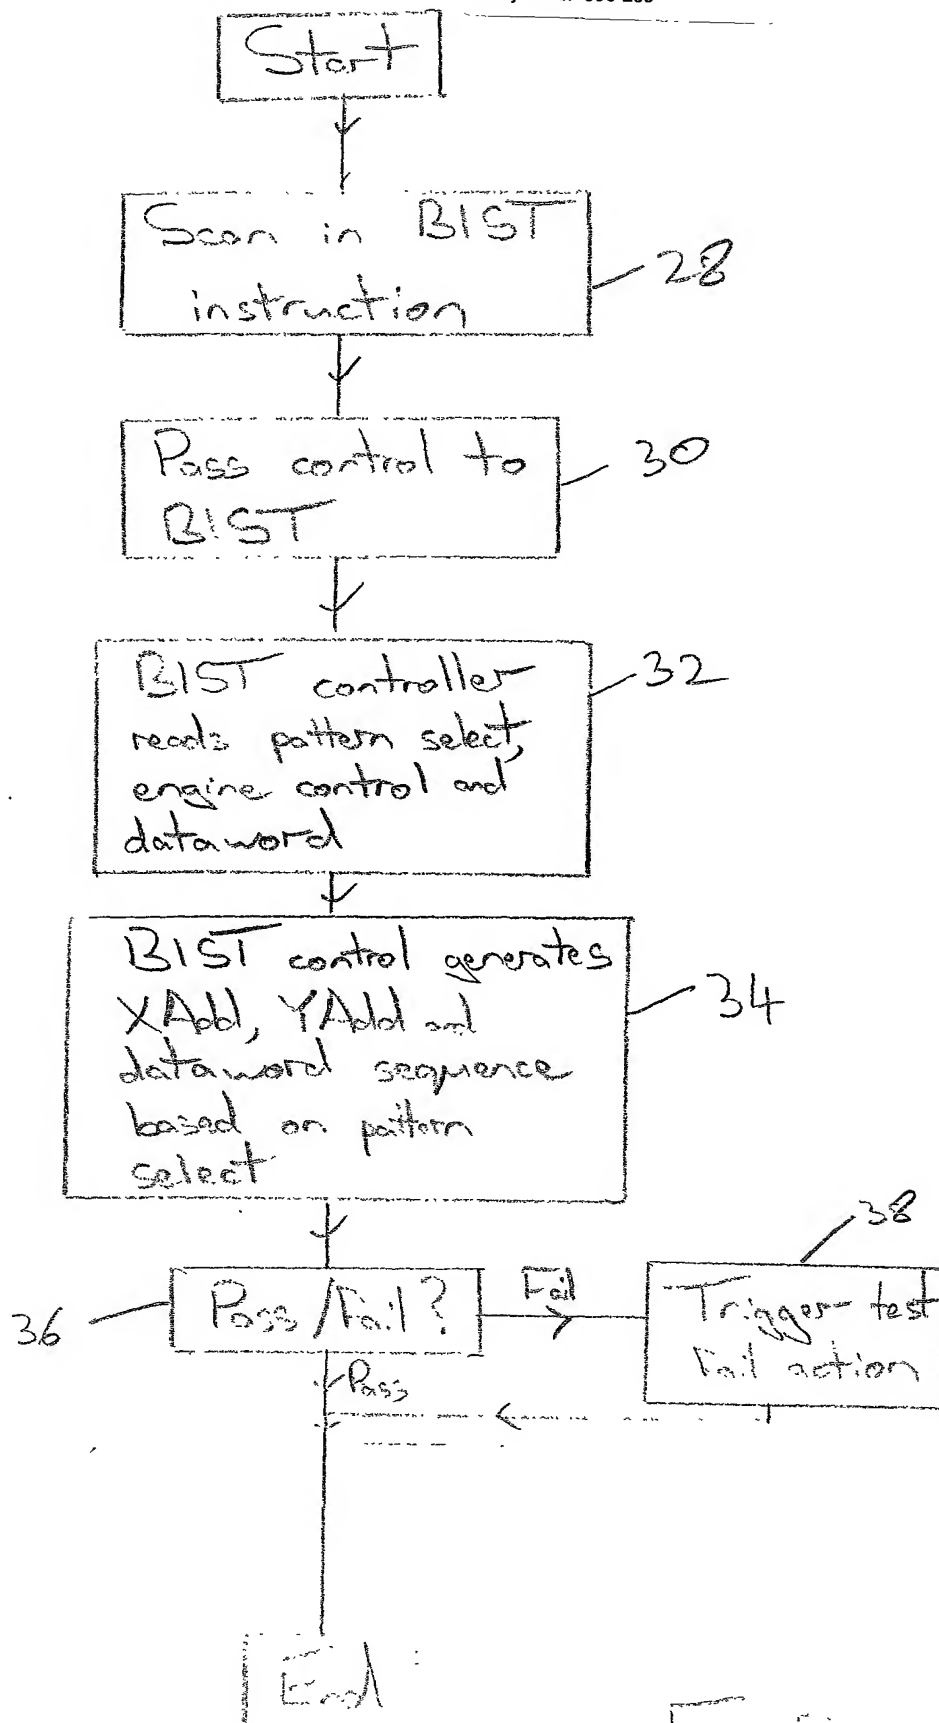 Start
Scan in BIST
instruction
28
Pass control to
BIST
30
BIST controller
reads pattern select,
engine control and
dataword
32
BIST control generates
XAdd, YAdd and
dataword sequence
based on pattern
select
34
36
Pass/Fail?
Fail
38
Trigger test
Fail action
Pass
End